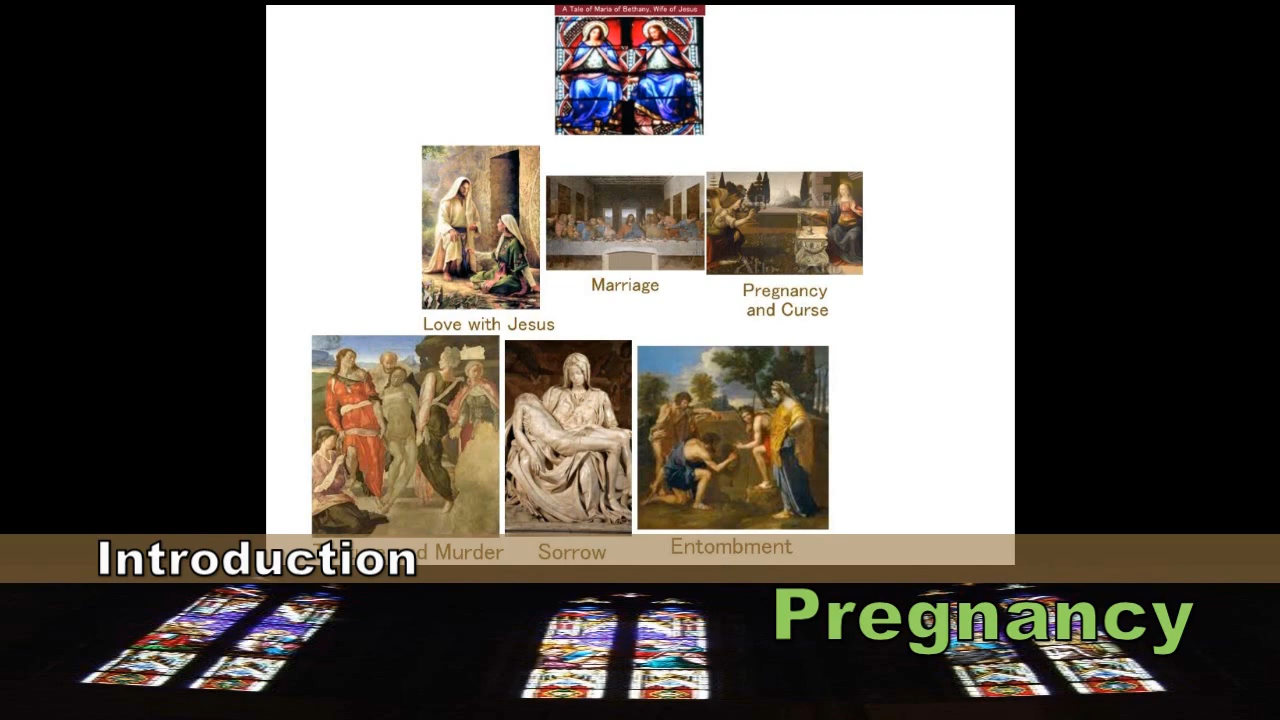 A Tale of Maria of Bethany, Wife of Jesus
Marriage
Pregnancy
and Curse
Love with Jesus
Murder
Sorrow
Entombment
Introduction
Pregnancy